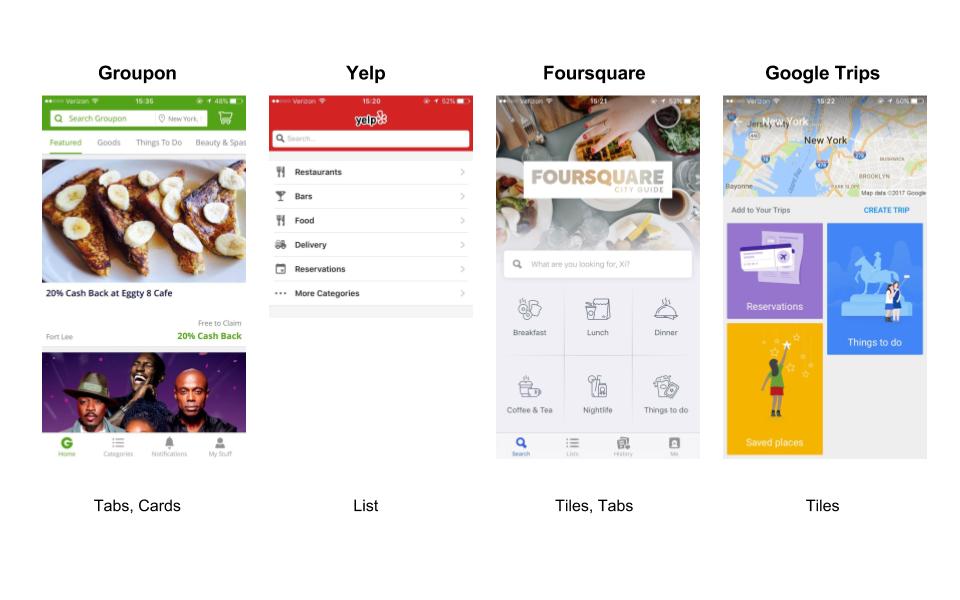 Groupon
Verizon 15:35 48%
Search Groupon New York,
Featured Goods Things To Do Beauty & Spas
20% Cash Back at Eggty 8 Cafe
Free to Claim
Fort Lee 20% Cash Back
G
Home Categories Notifications My Stuff
Tabs, Cards
Yelp
Verizon 15:20 52%
yelp
Search...
Restaurants
Bars
Food
Delivery
Reservations
More Categories
List
Foursquare
Verizon 15:21 52%
FOURSQUARE
CITY GUIDE
What are you looking for, Xi?
Breakfast Lunch Dinner
Coffee & Tea Nightlife Things to do
Search Lists History Me
Tiles, Tabs
Google Trips
Verizon 15:22 50%
New York
Jersey City
New York
BUSHWICK
BROOKLYN
PARK SLOPE
Bayonne
Map data ©2017 Google
Add to Your Trips CREATE TRIP
Reservations
Things to do
Saved places
Tiles